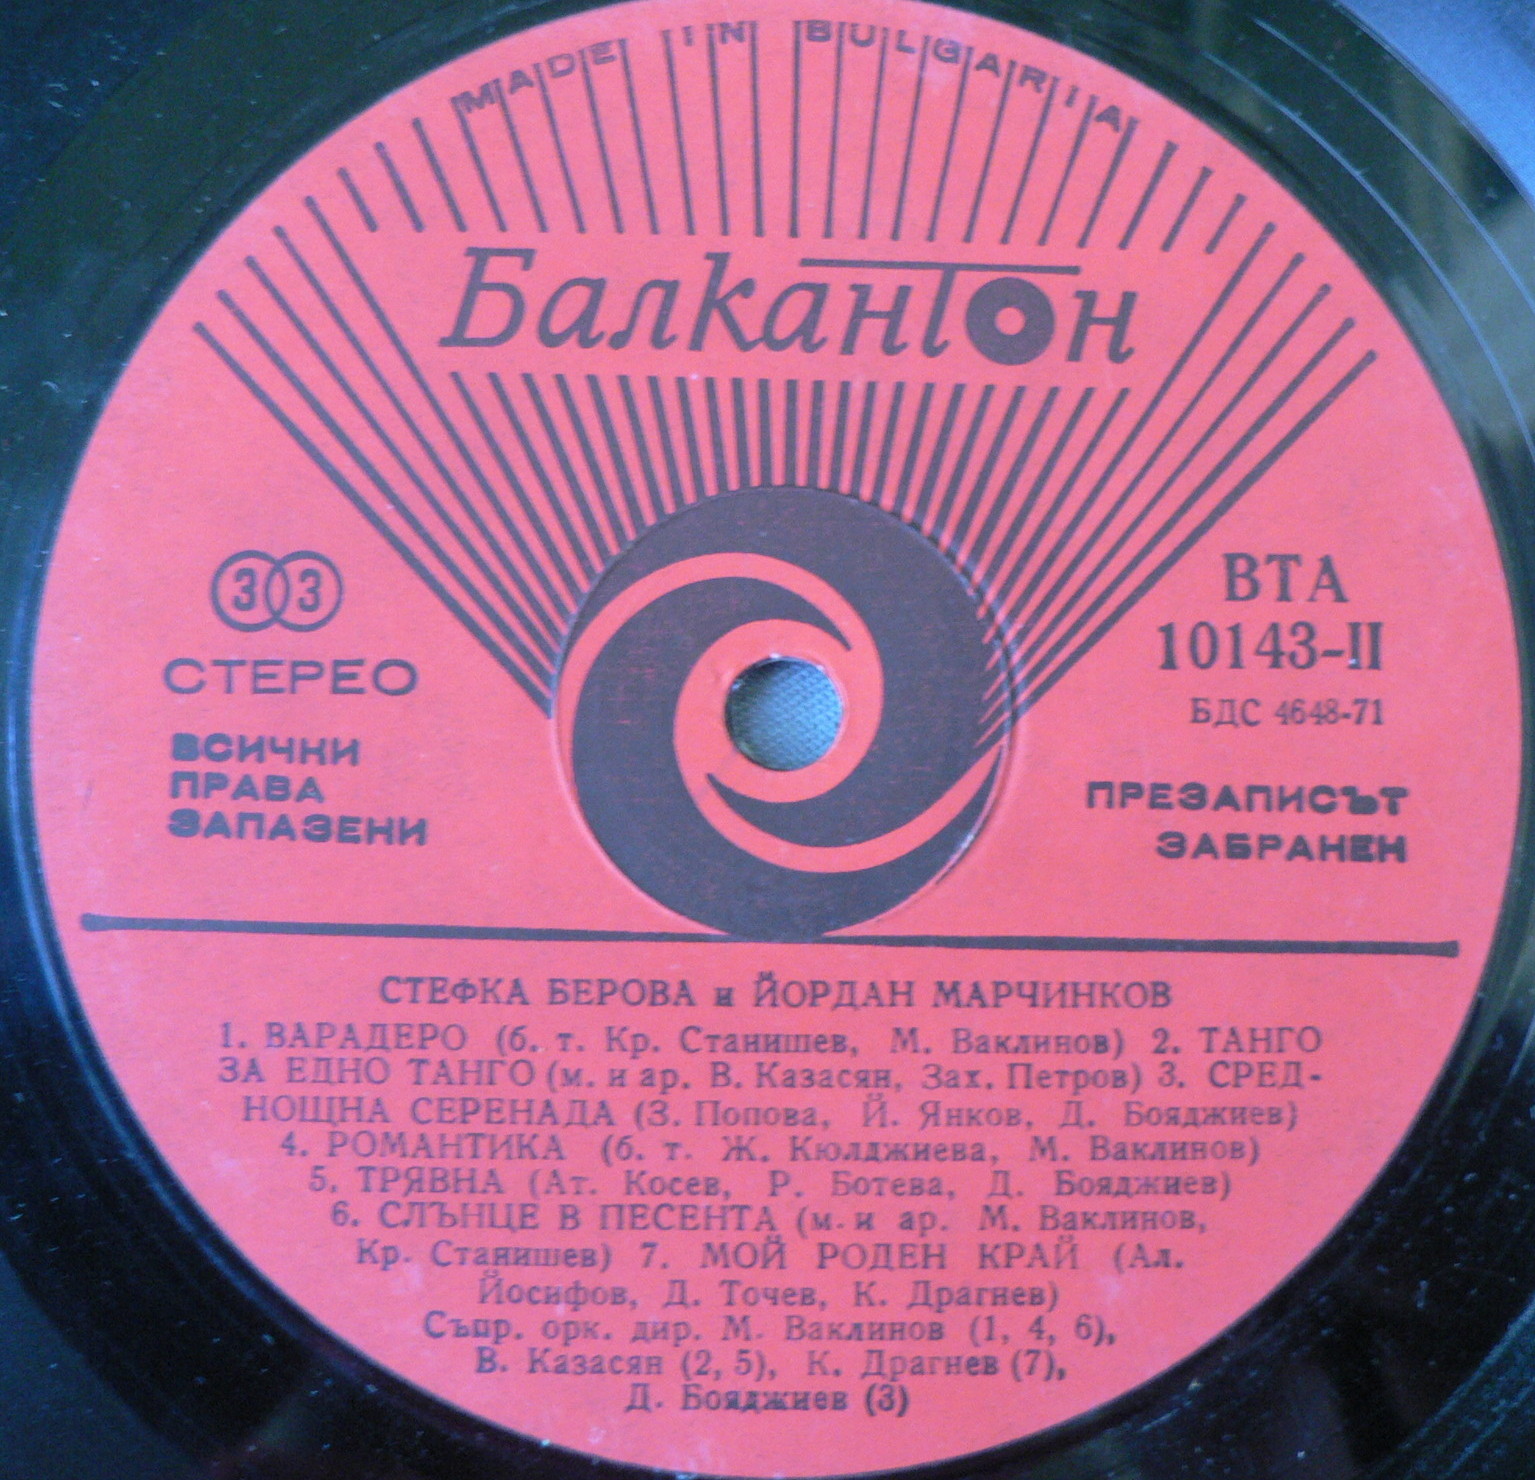 MADE IN BULGARIA
Балкантон
33
СТЕРЕО
ВСИЧКИ
ПРАВА
ЗАПАЗЕНИ
ВТА
10143-II
БДС 4648-71
ПРЕЗАПИСЪТ
ЗАБРАНЕН
СТЕФКА БЕРОВА и ЙОРДАН МАРЧИНКОВ
1. ВАРАДЕРО (б. т. Кр. Станишев, М. Ваклинов) 2. ТАНГО
ЗА ЕДНО ТАНГО (м. и ар. В. Казасян, Зах. Петров) 3. СРЕД-
НОЩНА СЕРЕНАДА (З. Попова, Й. Янков, Д. Бояджиев)
4. РОМАНТИКА (б. т. Ж. Кюлджиева, М. Ваклинов)
5. ТРЯВНА (Ат. Косев, Р. Ботева, Д. Бояджиев)
6. СЛЪНЦЕ В ПЕСЕНТА (м. и ар. М. Ваклинов,
Кр. Станишев) 7. МОЙ РОДЕН КРАЙ (Ал.
Йосифов, Д. Точев, К. Драгнев)
Съпр. орк. дир. М. Ваклинов (1, 4, 6),
В. Казасян (2, 5), К. Драгнев (7),
Д. Бояджиев (3)